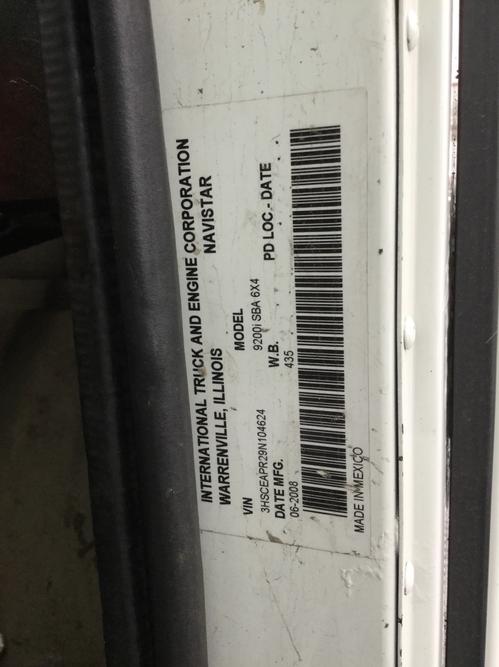 INTERNATIONAL TRUCK AND ENGINE CORPORATION
WARRENVILLE, ILLINOIS NAVISTAR
VIN MODEL
3HSCEAPR29N104624 9200i SBA 6X4
DATE MFG. W.B. PD LOC.- DATE
06-2008 435
MADE IN MEXICO